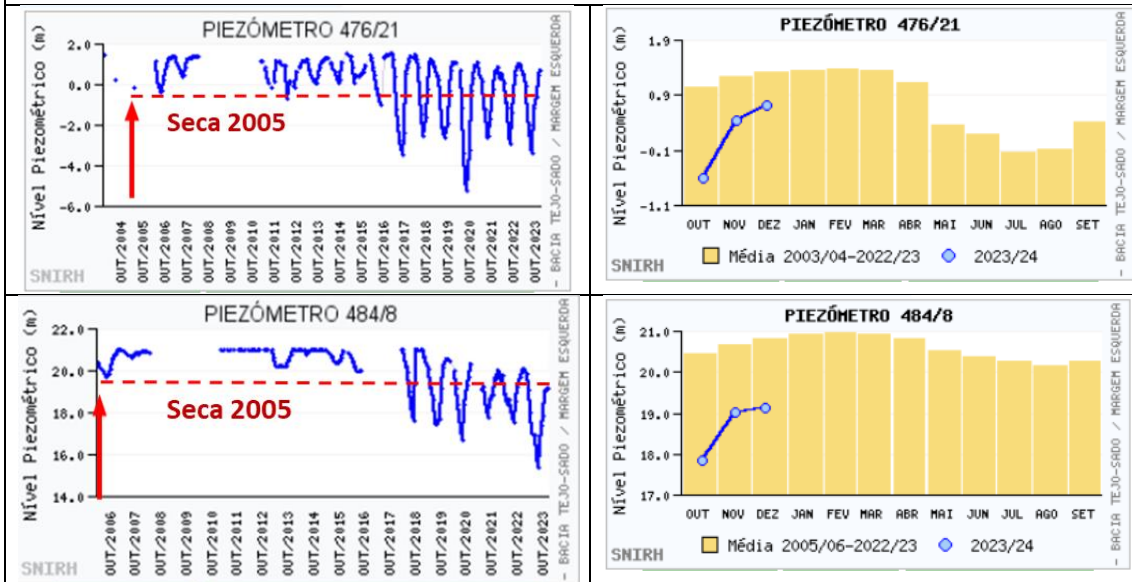 PIEZÓMETRO 476/21
Nível Piezométrico (m)
2.0
0.0
-2.0
-4.0
-6.0
Seca 2005
OUT.2004
OUT.2005
OUT.2006
OUT.2007
OUT.2008
OUT.2009
OUT.2010
OUT.2011
OUT.2012
OUT.2013
OUT.2014
OUT.2015
OUT.2016
OUT.2017
OUT.2018
OUT.2019
OUT.2020
OUT.2021
OUT.2022
OUT.2023
SNIRH
- BACIA TEJO-SADO / MARGEM ESQUERDA
PIEZÓMETRO 476/21
Nível Piezométrico (m)
1.9
0.9
-0.1
-1.1
OUT NOV DEZ JAN FEV MAR ABR MAI JUN JUL AGO SET
Média 2003/04-2022/23 2023/24
SNIRH
- BACIA TEJO-SADO / MARGEM ESQUERDA
PIEZÓMETRO 484/8
Nível Piezométrico (m)
22.0
20.0
18.0
16.0
14.0
Seca 2005
OUT.2006
OUT.2007
OUT.2008
OUT.2009
OUT.2010
OUT.2011
OUT.2012
OUT.2013
OUT.2014
OUT.2015
OUT.2016
OUT.2017
OUT.2018
OUT.2019
OUT.2020
OUT.2021
OUT.2022
OUT.2023
SNIRH
- BACIA TEJO-SADO / MARGEM ESQUERDA
PIEZÓMETRO 484/8
Nível Piezométrico (m)
21.0
20.0
19.0
18.0
17.0
OUT NOV DEZ JAN FEV MAR ABR MAI JUN JUL AGO SET
Média 2005/06-2022/23 2023/24
SNIRH
- BACIA TEJO-SADO / MARGEM ESQUERDA